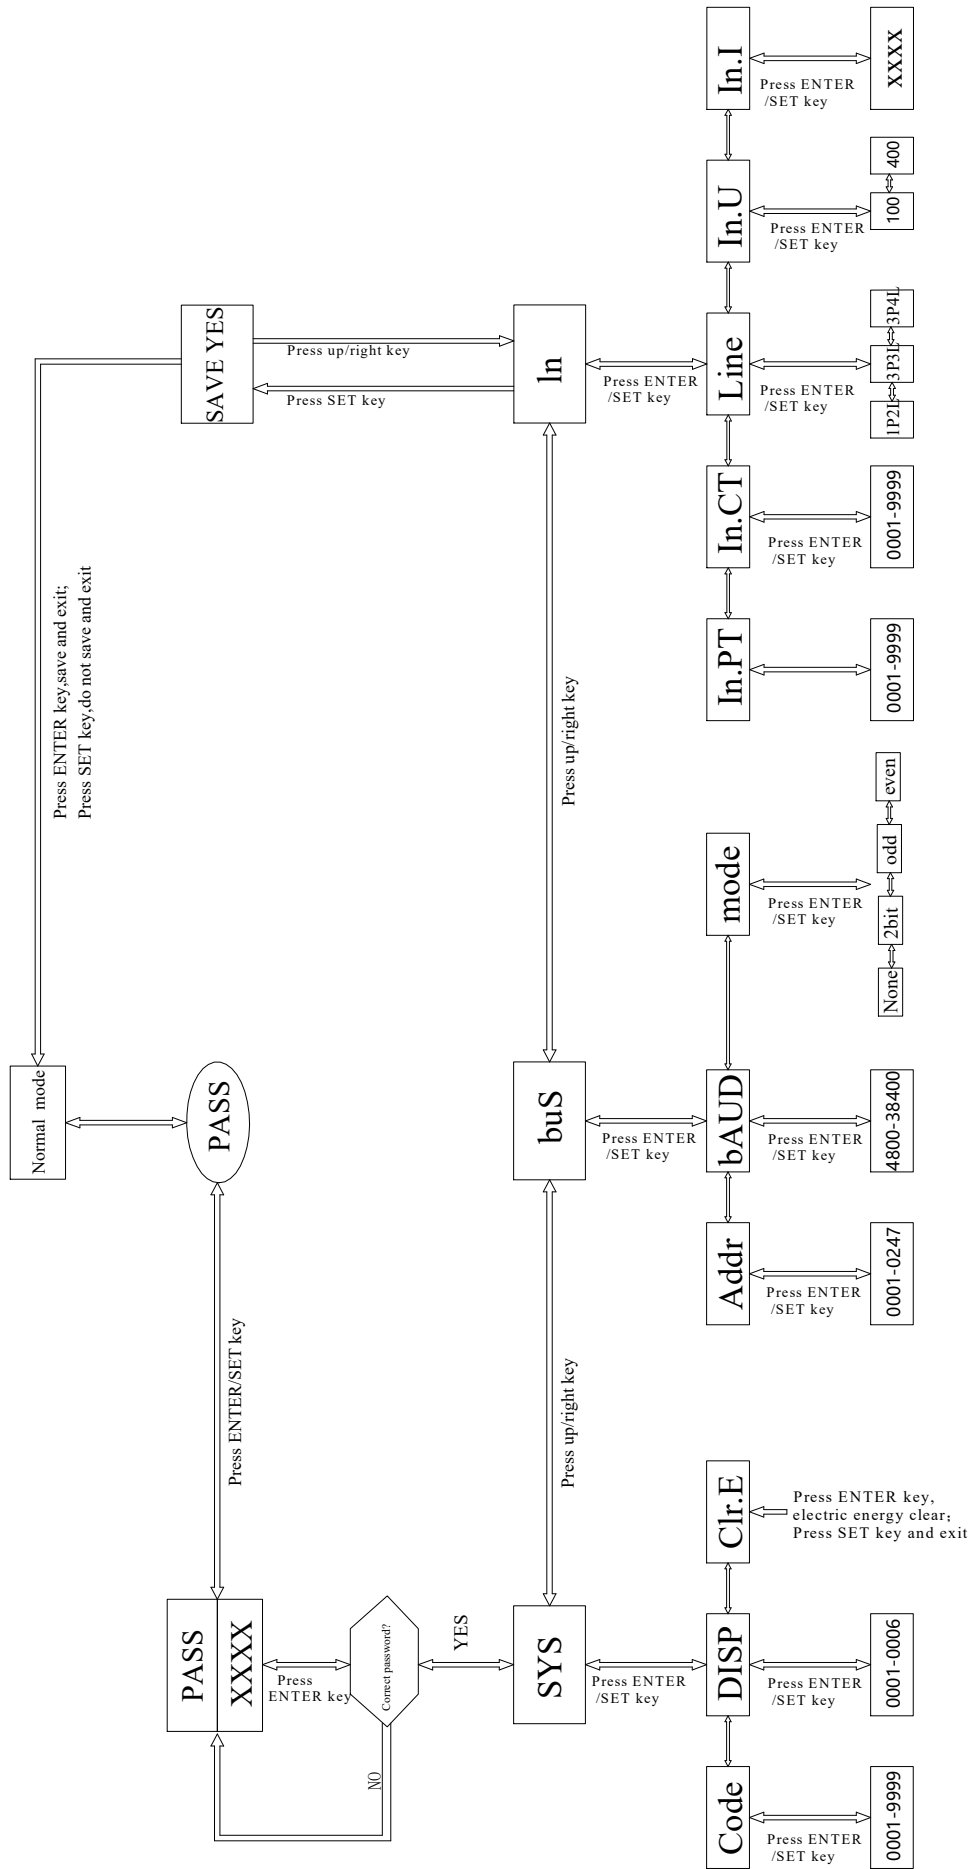 Normal mode
Press ENTER key,save and exit;
Press SET key,do not save and exit
PASS
XXXX
Press ENTER/SET key
PASS
SAVE YES
Press
ENTER key
Correct password?
NO
YES
Press up/right key
Press SET key
SYS
Press up/right key
buS
Press up/right key
In
Press ENTER
/SET key
Press ENTER
/SET key
Press ENTER
/SET key
Code
DISP
Clr.E
Addr
bAUD
mode
In.PT
In.CT
Line
In.U
In.I
Press ENTER
/SET key
Press ENTER
/SET key
Press ENTER key,
electric energy clear;
Press SET key and exit
Press ENTER
/SET key
Press ENTER
/SET key
Press ENTER
/SET key
Press ENTER
/SET key
Press ENTER
/SET key
Press ENTER
/SET key
Press ENTER
/SET key
0001-9999
0001-0006
0001-0247
4800-38400
None
2bit
odd
even
0001-9999
0001-9999
1P2L
3P3L
3P4L
100
400
XXXX